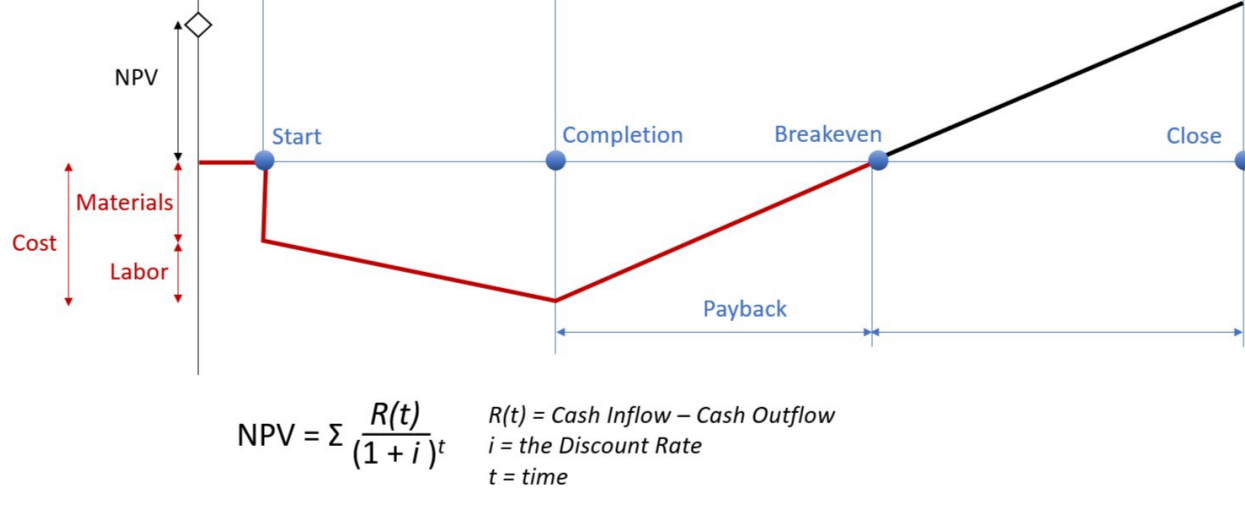 NPV
Start
Completion
Breakeven
Close
Materials
Cost
Labor
Payback
NPV = Σ R(t) / (1 + i )^t
R(t) = Cash Inflow – Cash Outflow
i = the Discount Rate
t = time